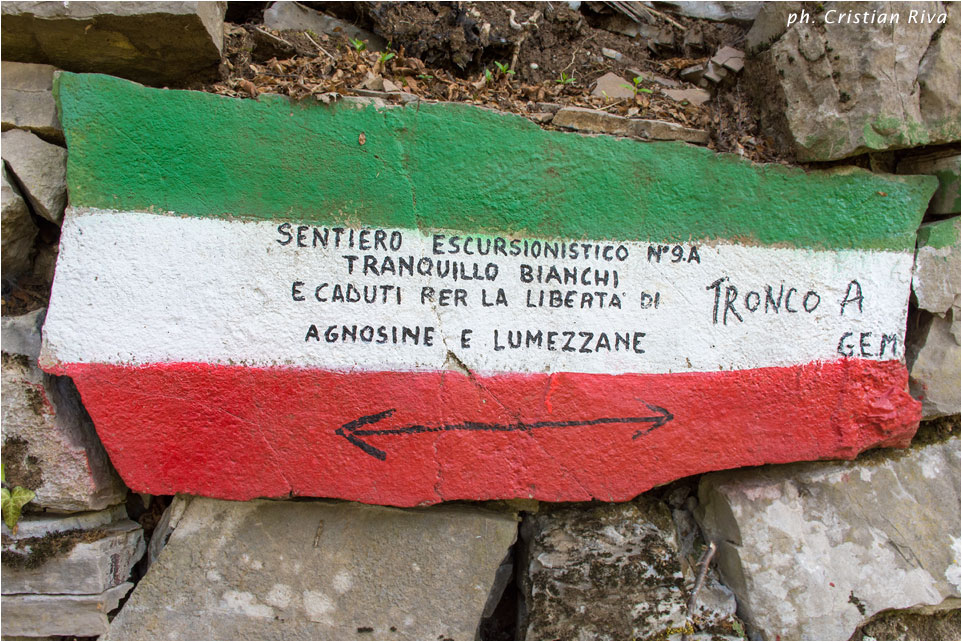 ph. Cristian Riva
SENTIERO ESCURSIONISTICO N°9.A
TRANQUILLO BIANCHI
E CADUTI PER LA LIBERTA' DI
AGNOSINE E LUMEZZANE
TRONCO A
GEM